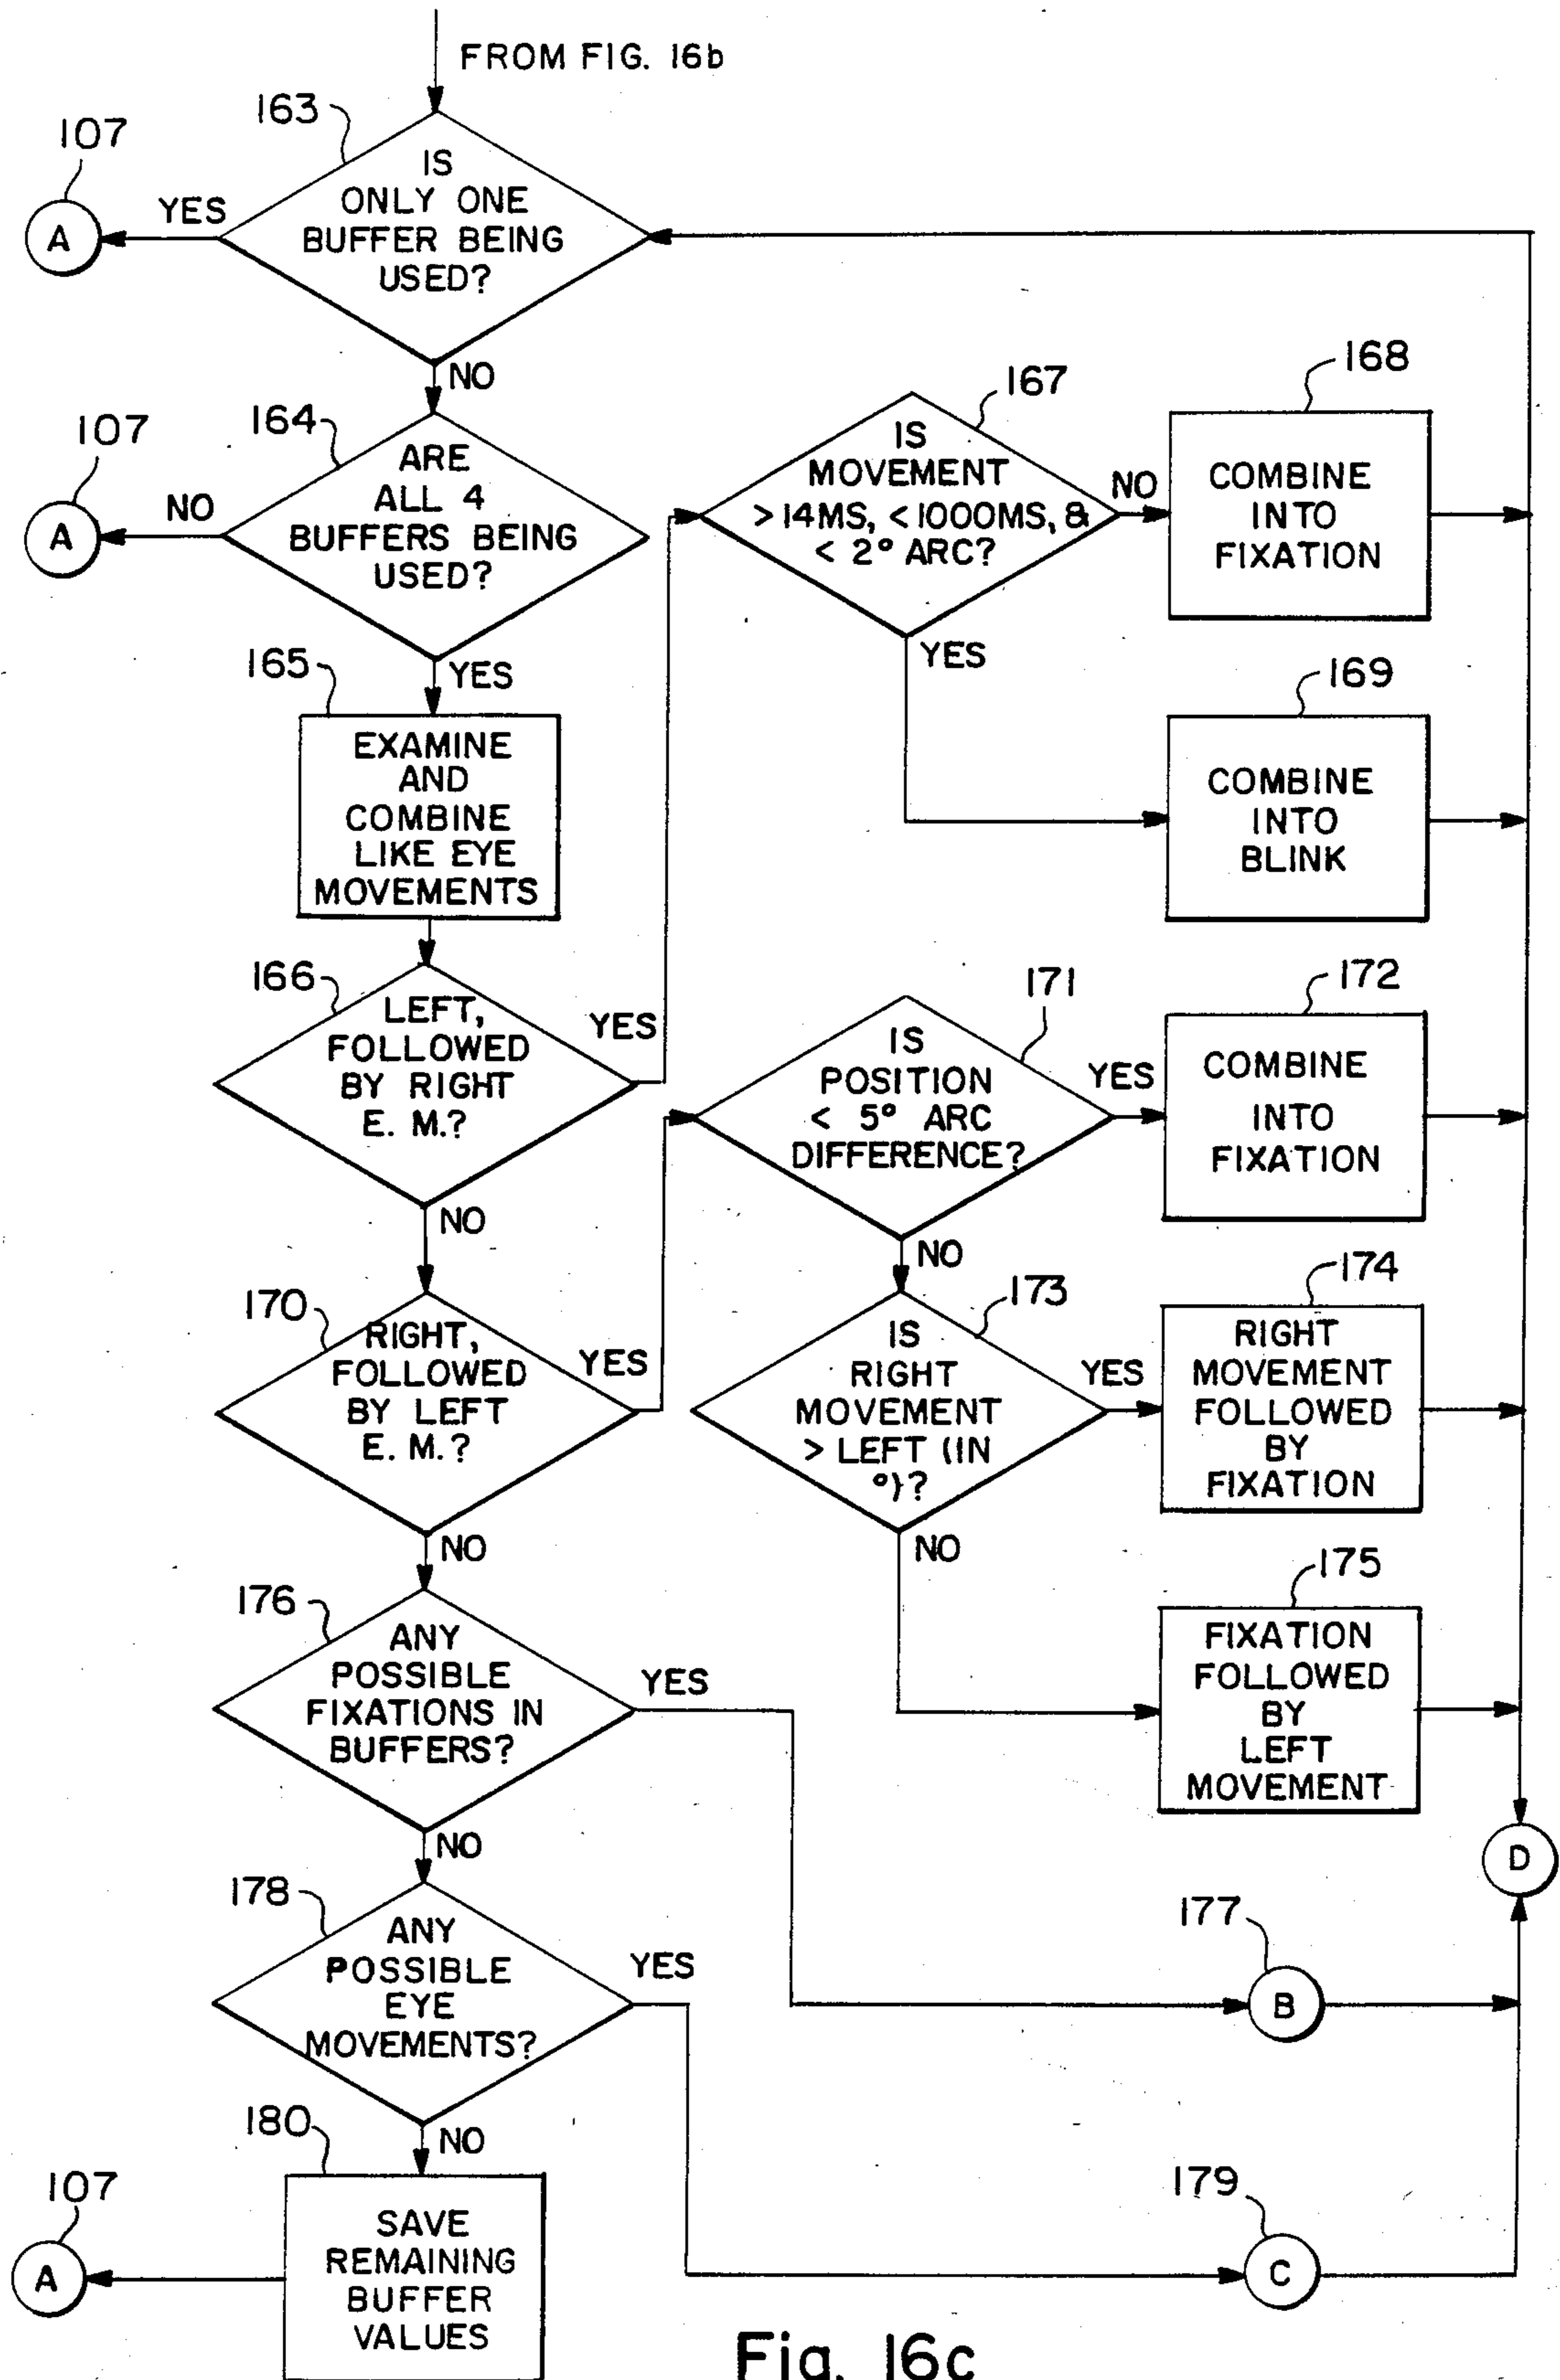 FROM FIG. 16b
163
107
IS
ONLY ONE
BUFFER BEING
USED?
YES
A
NO
164
107
ARE
ALL 4
BUFFERS BEING
USED?
NO
A
YES
167
IS
MOVEMENT
>14MS, <1000MS, &
< 2° ARC?
NO
YES
168
COMBINE
INTO
FIXATION
169
COMBINE
INTO
BLINK
165
EXAMINE
AND
COMBINE
LIKE EYE
MOVEMENTS
166
LEFT,
FOLLOWED
BY RIGHT
E. M.?
YES
NO
171
IS
POSITION
< 5° ARC
DIFFERENCE?
YES
NO
172
COMBINE
INTO
FIXATION
170
RIGHT,
FOLLOWED
BY LEFT
E. M.?
YES
NO
173
IS
RIGHT
MOVEMENT
> LEFT (IN
°)?
YES
NO
174
RIGHT
MOVEMENT
FOLLOWED
BY
FIXATION
175
FIXATION
FOLLOWED
BY
LEFT
MOVEMENT
176
ANY
POSSIBLE
FIXATIONS IN
BUFFERS?
YES
NO
D
178
ANY
POSSIBLE
EYE
MOVEMENTS?
YES
NO
177
B
179
C
180
SAVE
REMAINING
BUFFER
VALUES
107
A
Fig. 16c